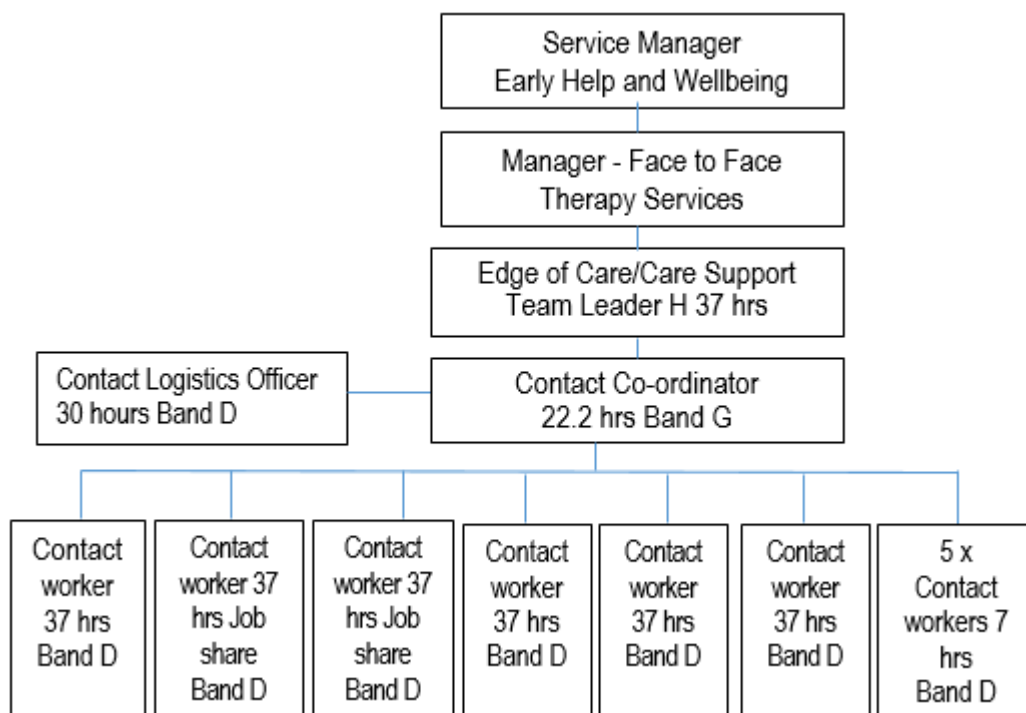 Service Manager
Early Help and Wellbeing
Manager - Face to Face
Therapy Services
Edge of Care/Care Support
Team Leader H 37 hrs
Contact Logistics Officer
30 hours Band D
Contact Co-ordinator
22.2 hrs Band G
Contact
worker
37 hrs
Band D
Contact
worker 37
hrs Job
share
Band D
Contact
worker 37
hrs Job
share
Band D
Contact
worker
37 hrs
Band D
Contact
worker
37 hrs
Band D
Contact
worker
37 hrs
Band D
5 x
Contact
workers 7
hrs
Band D